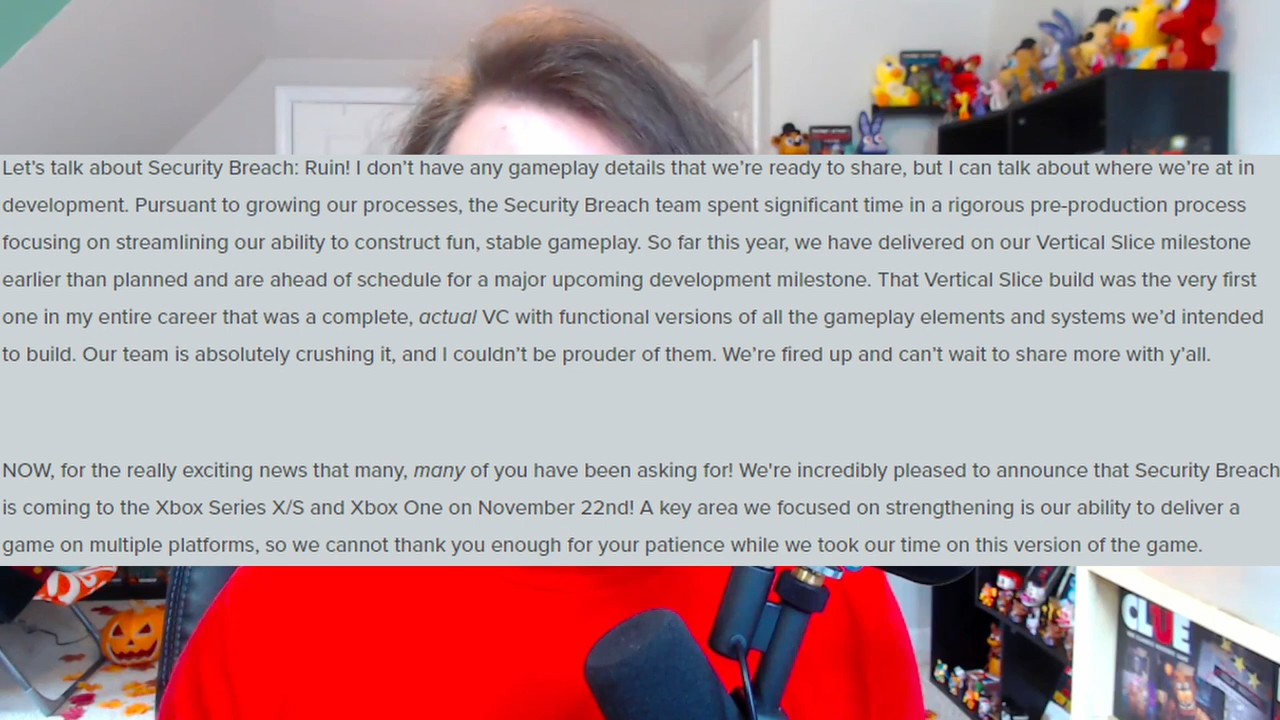 Let's talk about Security Breach: Ruin! I don't have any gameplay details that we're ready to share, but I can talk about where we're at in
development. Pursuant to growing our processes, the Security Breach team spent significant time in a rigorous pre-production process
focusing on streamlining our ability to construct fun, stable gameplay. So far this year, we have delivered on our Vertical Slice milestone
earlier than planned and are ahead of schedule for a major upcoming development milestone. That Vertical Slice build was the very first
one in my entire career that was a complete, actual VC with functional versions of all the gameplay elements and systems we'd intended
to build. Our team is absolutely crushing it, and I couldn't be prouder of them. We're fired up and can't wait to share more with y'all.
NOW, for the really exciting news that many, many of you have been asking for! We're incredibly pleased to announce that Security Breach
is coming to the Xbox Series X/S and Xbox One on November 22nd! A key area we focused on strengthening is our ability to deliver a
game on multiple platforms, so we cannot thank you enough for your patience while we took our time on this version of the game.
CLUE